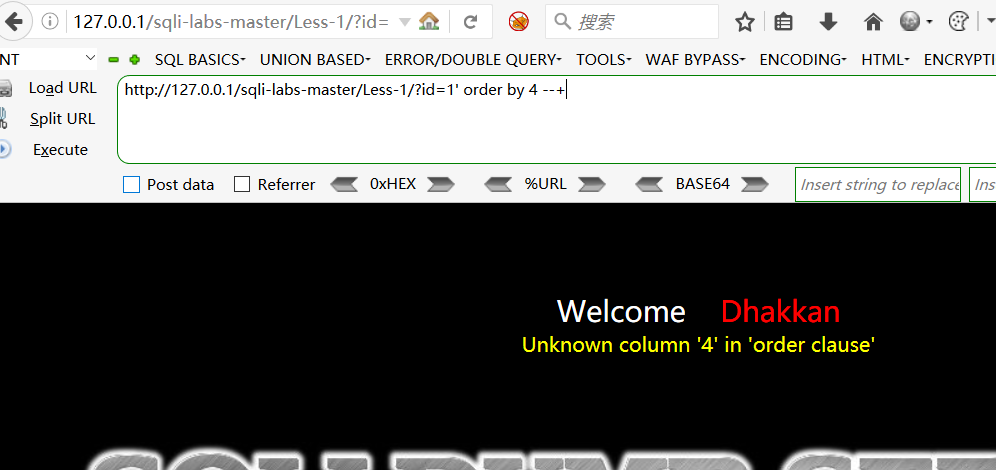 127.0.0.1/sqli-labs-master/Less-1/?id=
搜索
NT
SQL BASICS UNION BASED ERROR/DOUBLE QUERY TOOLS WAF BYPASS ENCODING HTML ENCRYPTI
Load URL
http://127.0.0.1/sqli-labs-master/Less-1/?id=1' order by 4 --+
Split URL
Execute
Post data Referrer 0xHEX %URL BASE64 Insert string to replace Ins
Welcome Dhakkan
Unknown column '4' in 'order clause'